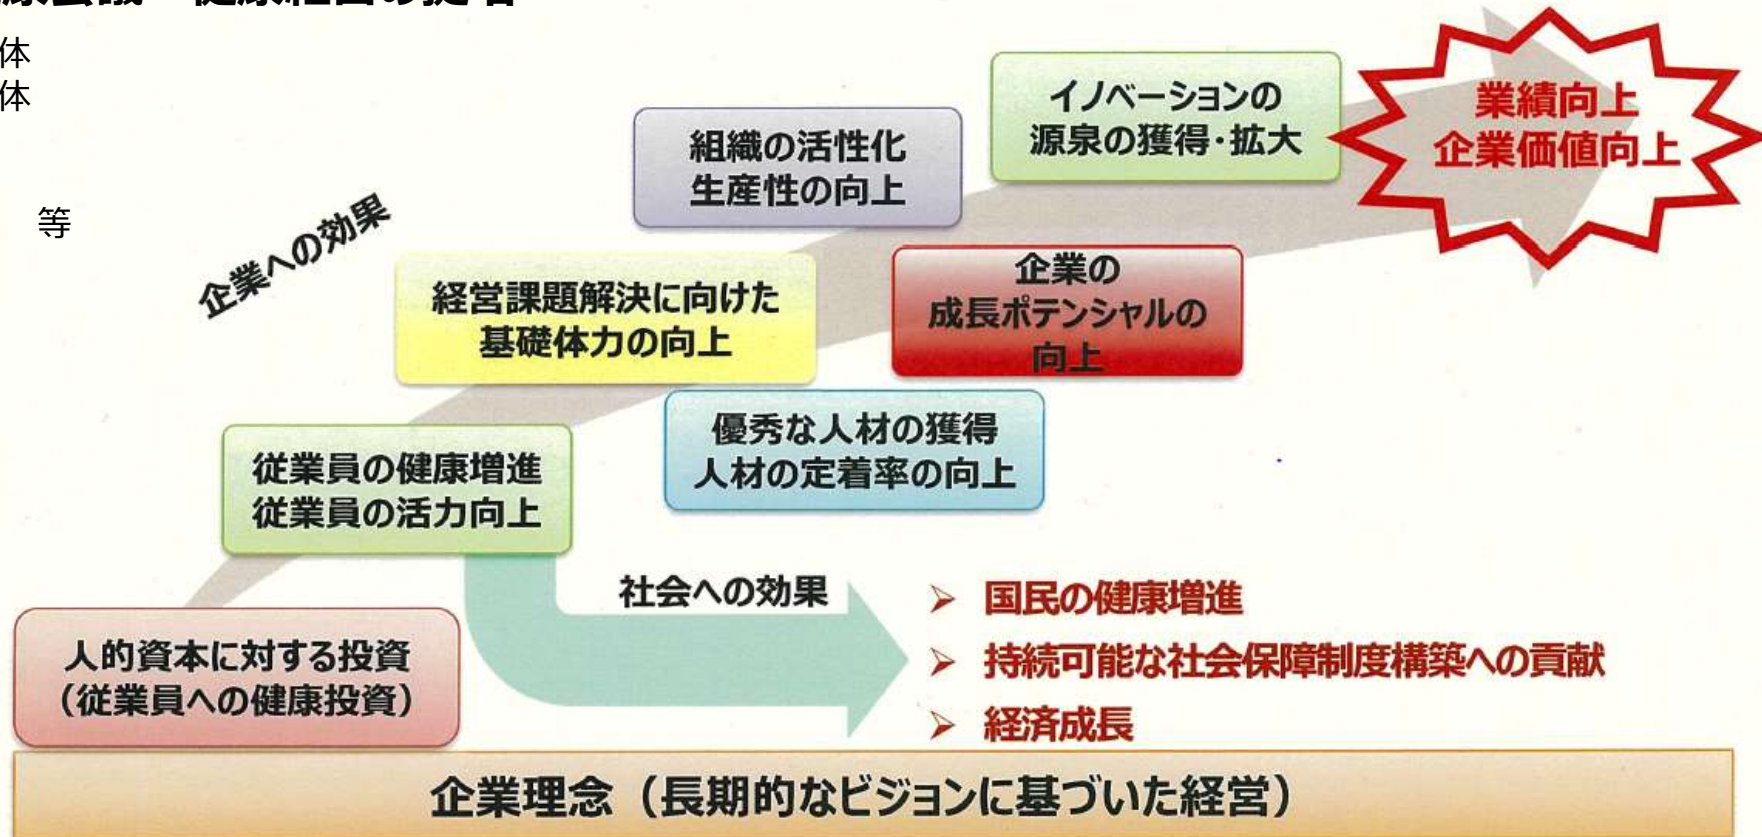 体
体
等
イノベーションの
源泉の獲得・拡大
業績向上
企業価値向上
組織の活性化
生産性の向上
企業への効果
経営課題解決に向けた
基礎体力の向上
企業の
成長ポテンシャルの
向上
優秀な人材の獲得
人材の定着率の向上
従業員の健康増進
従業員の活力向上
社会への効果
➢ 国民の健康増進
➢ 持続可能な社会保障制度構築への貢献
➢ 経済成長
人的資本に対する投資
（従業員への健康投資）
企業理念（長期的なビジョンに基づいた経営）